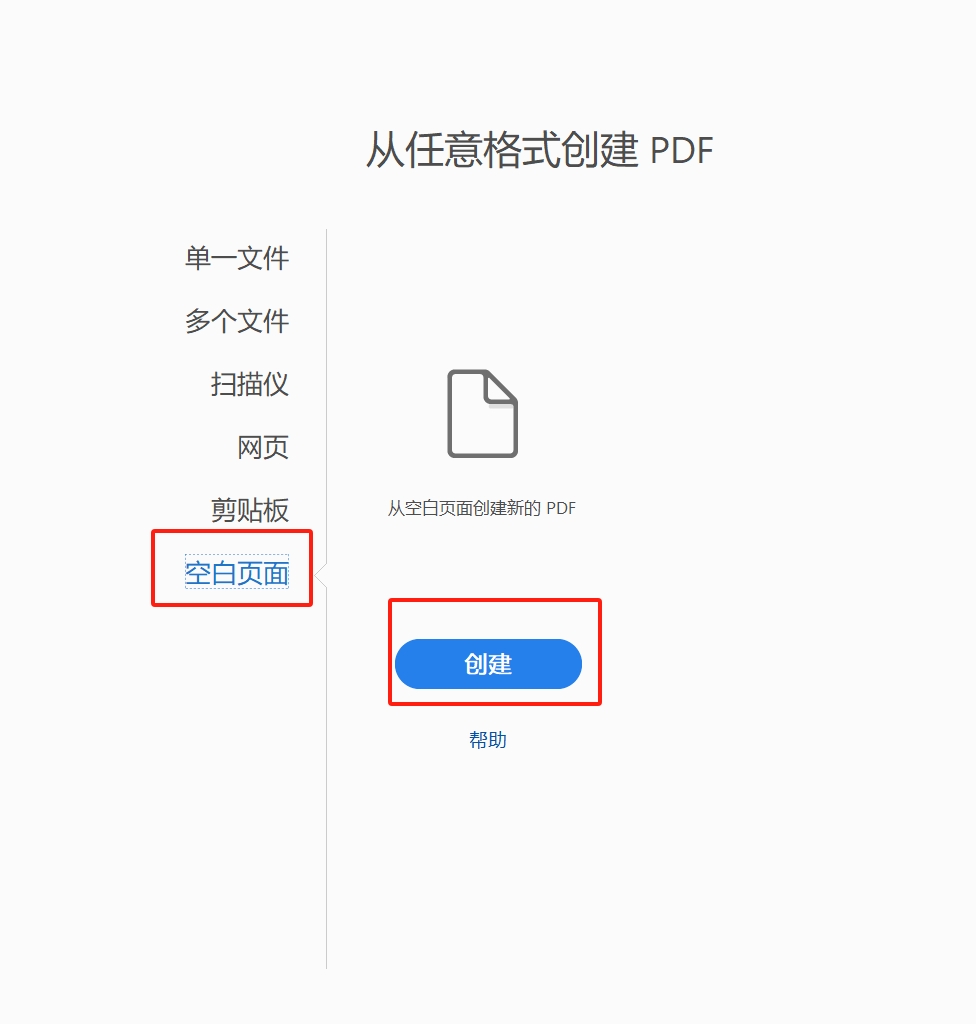 从任意格式创建 PDF
单一文件
多个文件
扫描仪
网页
剪贴板
空白页面
从空白页面创建新的 PDF
创建
帮助